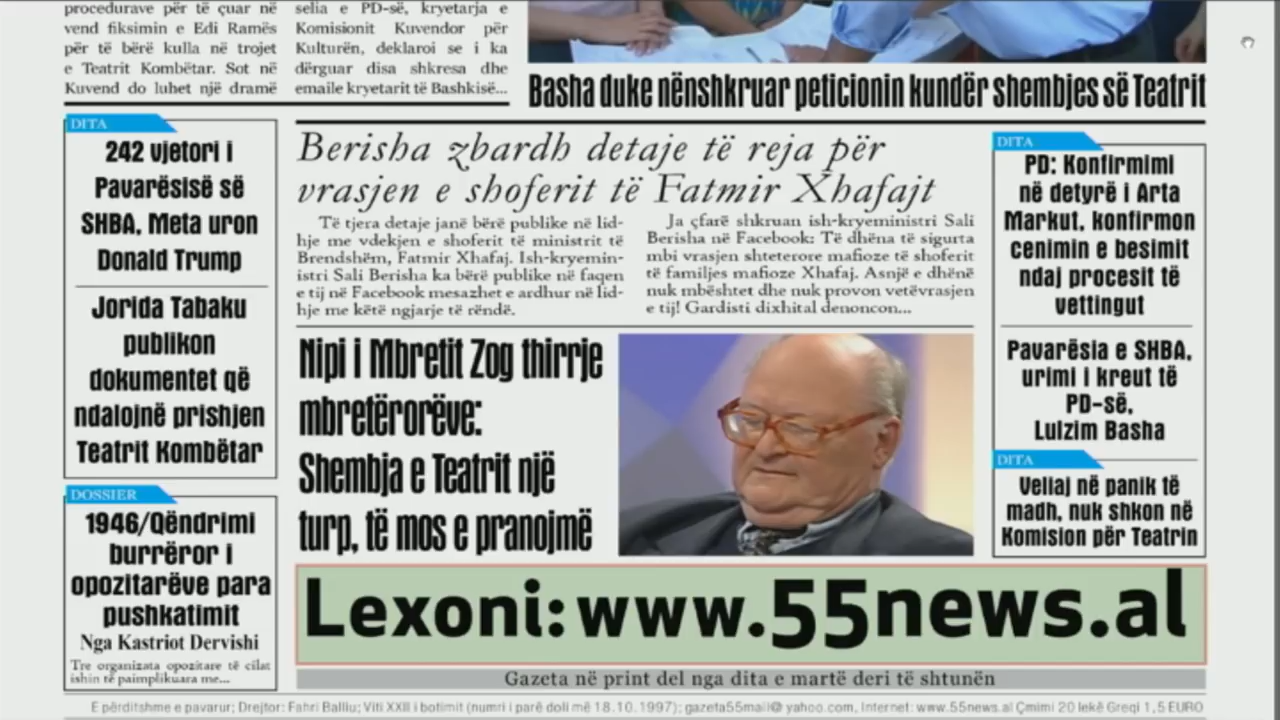 procedurave për të çuar në
vend fiksimin e Edi Ramës
për të bërë kulla në trojet
e Teatrit Kombëtar. Sot në
Kuvend do luhet një dramë
selia e PD-së, kryetarja e
Komisionit Kuvendor për
Kulturën, deklaroi se i ka
dërguar disa shkresa dhe
emaile kryetarit të Bashkisë...
Basha duke nënshkruar peticionin kundër shembjes së Teatrit
DITA
242 vjetori i
Pavarësisë së
SHBA, Meta uron
Donald Trump
Jorida Tabaku
publikon
dokumentet që
ndalojnë prishjen
Teatrit Kombëtar
DOSSIER
1946/Qëndrimi
burrëror i
opozitarëve para
pushkatimit
Nga Kastriot Dervishi
Tre organizata opozitare të cilat
ishin të paimplikuara me...
Berisha zbardh detaje të reja për
vrasjen e shoferit të Fatmir Xhafajt
Të tjera detaje janë bërë publike në lid-
hje me vdekjen e shoferit të ministrit të
Brendshëm, Fatmir Xhafaj. Ish-kryemin-
istri Sali Berisha ka bërë publike në faqen
e tij në Facebook mesazhet e ardhur në lid-
hje me këtë ngjarje të rëndë.
Ja çfarë shkruan ish-kryeministri Sali
Berisha në Facebook: Të dhëna të sigurta
mbi vrasjen shteterore mafioze të shoferit
të familjes mafioze Xhafaj. Asnjë e dhënë
nuk mbështet dhe nuk provon vetëvrasjen
e tij! Gardisti dixhital denoncon...
Nipi i Mbretit Zog thirrje
mbretërorëve:
Shembja e Teatrit një
turp, të mos e pranojmë
DITA
PD: Konfirmimi
në detyrë i Arta
Markut, konfirmon
cenimin e besimit
ndaj procesit të
vettingut
Pavarësia e SHBA,
urimi i kreut të
PD-së,
Lulzim Basha
DITA
Veliaj në panik të
madh, nuk shkon në
Komision për Teatrin
Lexoni: www.55news.al
Gazeta në print del nga dita e martë deri të shtunën
E përditshme e pavarur; Drejtor: Fahri Balliu; Viti XXII i botimit (numri i parë doli më 18.10.1997); gazeta55mail@yahoo.com, Internet: www.55news.al Çmimi 20 lekë Greqi 1,5 EURO